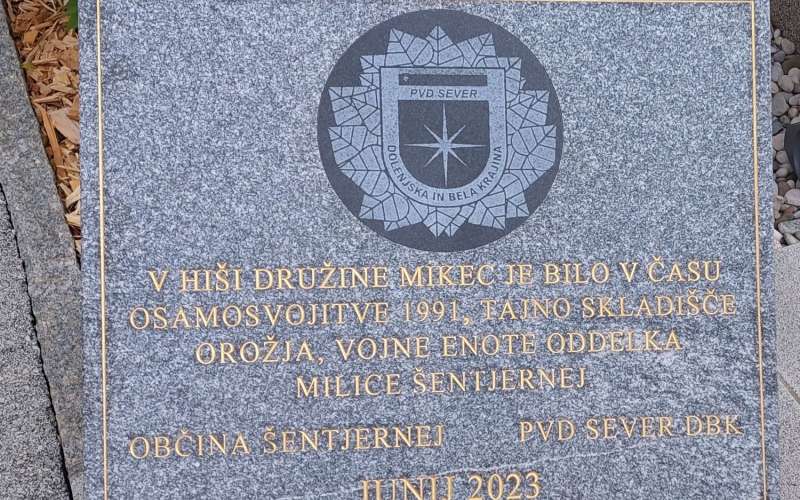 PVD SEVER
DOLENJSKA IN BELA KRAJINA
V HIŠI DRUŽINE MIKEC JE BILO V ČASU
OSAMOSVOJITVE 1991, TAJNO SKLADIŠČE
OROŽJA, VOJNE ENOTE ODDELKA
MILICE ŠENTJERNEJ
OBČINA ŠENTJERNEJ PVD SEVER DBK
JUNIJ 2023